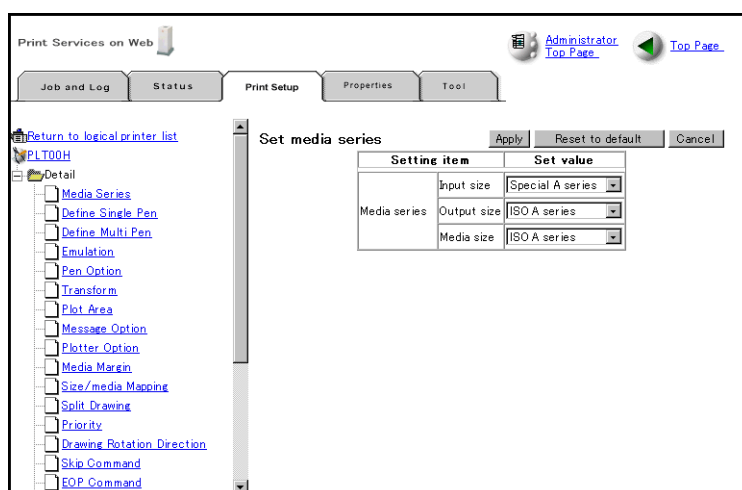 Print Services on Web
Administrator
Top Page
Top Page
Job and Log
Status
Print Setup
Properties
Tool
Return to logical printer list
PLT00H
Detail
Media Series
Define Single Pen
Define Multi Pen
Emulation
Pen Option
Transform
Plot Area
Message Option
Plotter Option
Media Margin
Size/media Mapping
Split Drawing
Priority
Drawing Rotation Direction
Skip Command
EOP Command
Set media series
Apply
Reset to default
Cancel
Setting item Set value
Media series
Input size Special A series
Output size ISO A series
Media size ISO A series